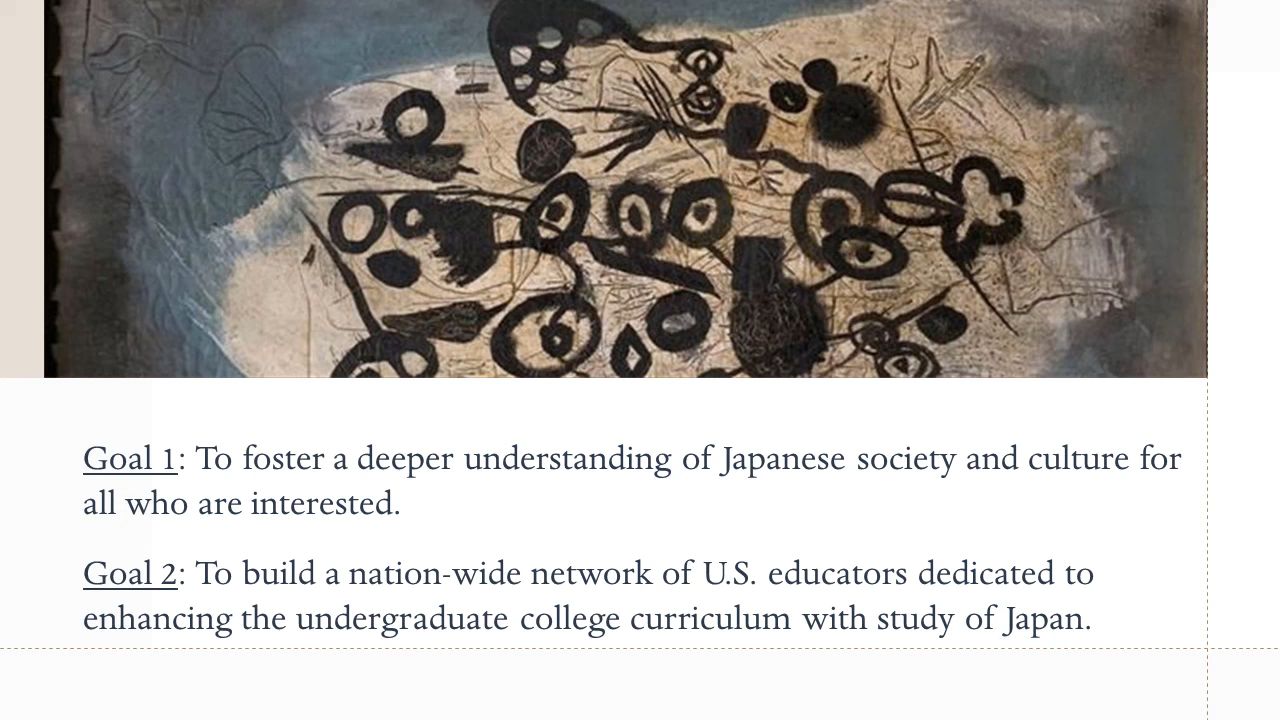 Goal 1: To foster a deeper understanding of Japanese society and culture for
all who are interested.
Goal 2: To build a nation-wide network of U.S. educators dedicated to
enhancing the undergraduate college curriculum with study of Japan.